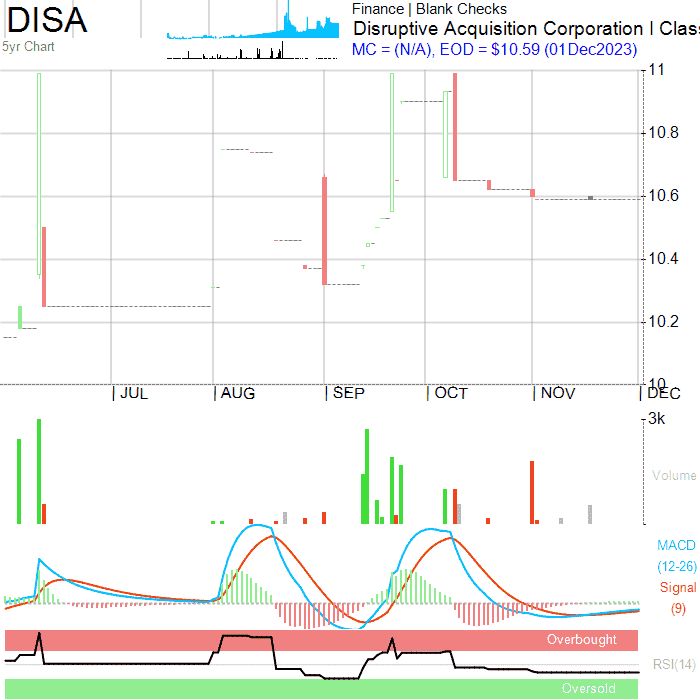 DISA
5yr Chart
Finance | Blank Checks
Disruptive Acquisition Corporation I Clas
MC = (N/A), EOD = $10.59 (01Dec2023)
11
10.8
10.6
10.4
10.2
10
JUL
AUG
SEP
OCT
NOV
DEC
3k
Volume
MACD
(12-26)
Signal
(9)
Overbought
RSI(14)
Oversold